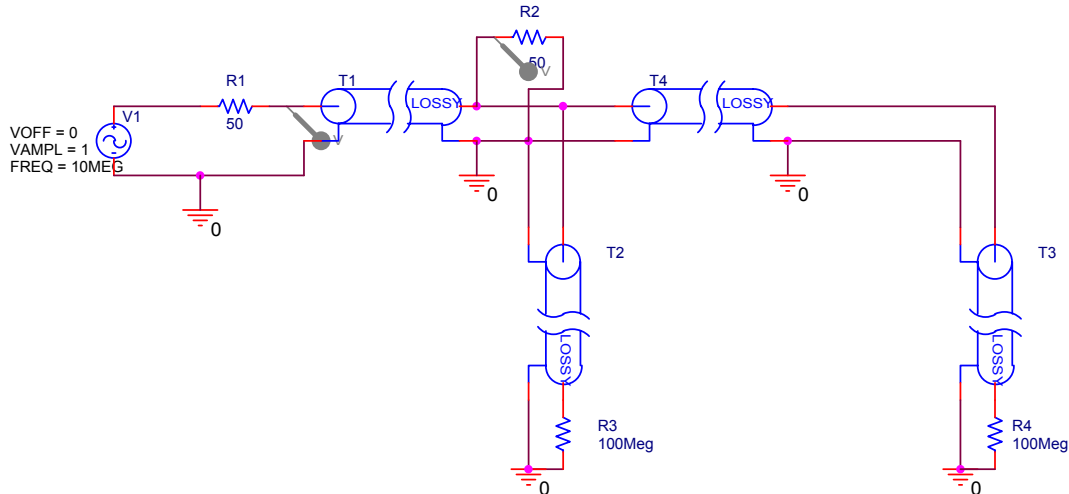 R2
50
V
R1
50
T1
LOSSY
T4
LOSSY
V1
VOFF = 0
VAMPL = 1
FREQ = 10MEG
V
0
0
0
T2
LOSSY
T3
LOSSY
R3
100Meg
R4
100Meg
0
0